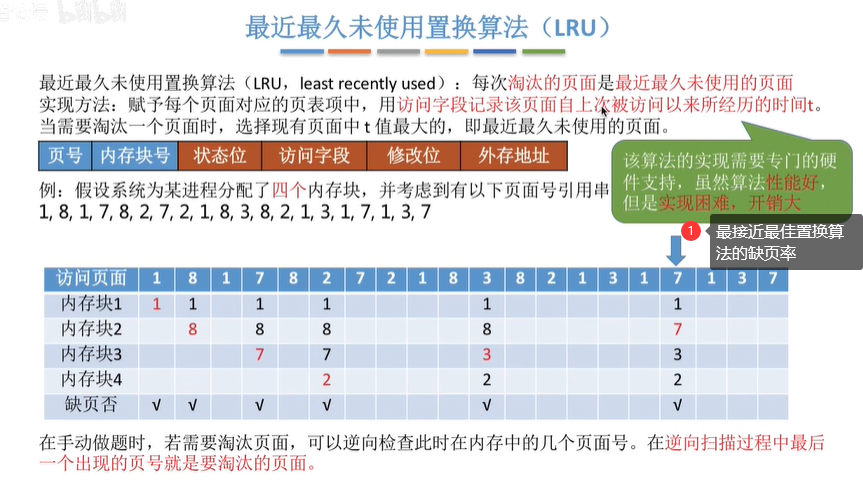 最近最久未使用置换算法（LRU）
最近最久未使用置换算法（LRU，least recently used）：每次淘汰的页面是最近最久未使用的页面
实现方法：赋予每个页面对应的页表项中，用访问字段记录该页面自上次被访问以来所经历的时间t。
当需要淘汰一个页面时，选择现有页面中 t 值最大的，即最近最久未使用的页面。
页号 内存块号 状态位 访问字段 修改位 外存地址
该算法的实现需要专门的硬
件支持，虽然算法性能好，
但是实现困难，开销大
例：假设系统为某进程分配了四个内存块，并考虑到有以下页面号引用串
1, 8, 1, 7, 8, 2, 7, 2, 1, 8, 3, 8, 2, 1, 3, 1, 7, 1, 3, 7
1 最接近最佳置换算
法的缺页率
访问页面 1 8 1 7 8 2 7 2 1 8 3 8 2 1 3 1 7 1 3 7
内存块1 1 1 1 1 1 1
内存块2 8 8 8 8 7
内存块3 7 7 3 3
内存块4 2 2 2
缺页否 √ √ √ √ √ √
在手动做题时，若需要淘汰页面，可以逆向检查此时在内存中的几个页面号。在逆向扫描过程中最后
一个出现的页号就是要淘汰的页面。